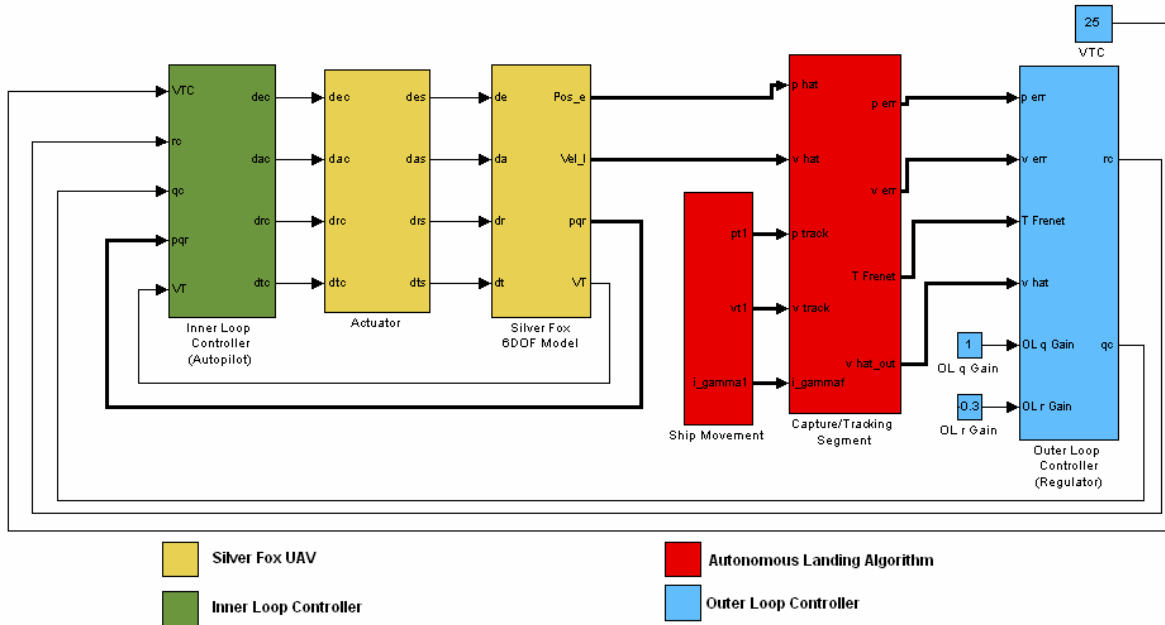 25
VTC
VTC
rc
qc
pqr
VT
dec
dac
drc
dtc
Inner Loop
Controller
(Autopilot)
dec
dac
drc
dtc
des
das
drs
dts
Actuator
de
da
dr
dt
Pos_e
Vel_I
pqr
VT
Silver Fox
6DOF Model
pt1
vt1
i_gamma1
Ship Movement
p hat
v hat
p track
v track
i_gammaf
p err
v err
T Frenet
v hat_out
Capture/Tracking
Segment
1
OL q Gain
-0.3
OL r Gain
p err
v err
T Frenet
v hat
OL q Gain
OL r Gain
rc
qc
Outer Loop
Controller
(Regulator)
Silver Fox UAV
Inner Loop Controller
Autonomous Landing Algorithm
Outer Loop Controller